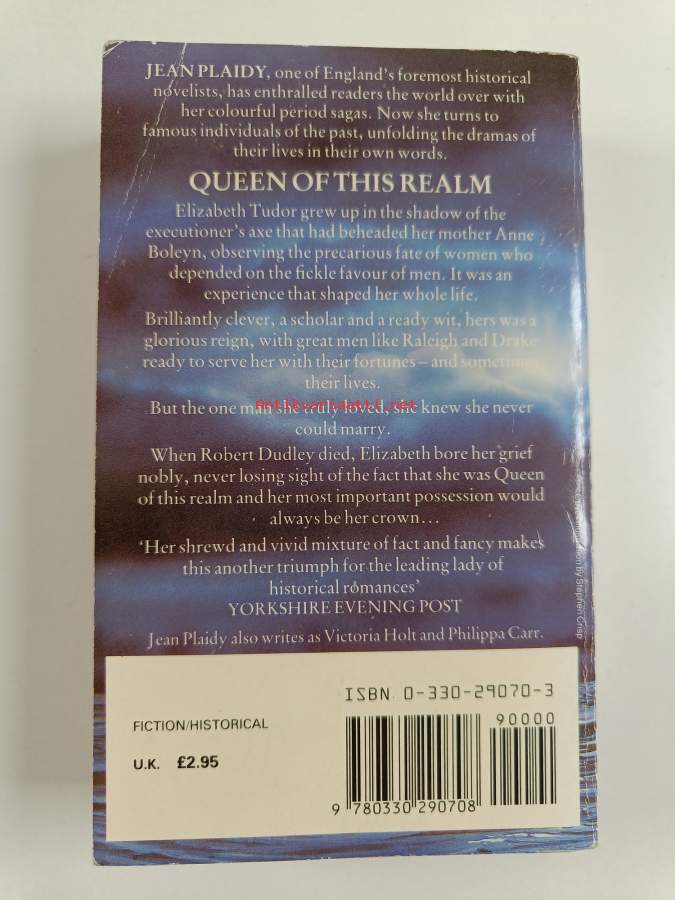 JEAN PLAIDY, one of England's foremost historical
novelists, has enthralled readers the world over with
her colourful period sagas. Now she turns to
famous individuals of the past, unfolding the dramas of
their lives in their own words.
QUEEN OF THIS REALM
Elizabeth Tudor grew up in the shadow of the
executioner's axe that had beheaded her mother Anne
Boleyn, observing the precarious fate of women who
depended on the fickle favour of men. It was an
experience that shaped her whole life.
Brilliantly clever, a scholar and a ready wit, hers was a
glorious reign, with great men like Raleigh and Drake
ready to serve her with their fortunes – and sometimes
their lives.
antikvariaatti.net
But the one man she truly loved, she knew she never
could marry.
When Robert Dudley died, Elizabeth bore her grief
nobly, never losing sight of the fact that she was Queen
of this realm and her most important possession would
always be her crown…
'Her shrewd and vivid mixture of fact and fancy makes
this another triumph for the leading lady of
historical romances'
YORKSHIRE EVENING POST
Jean Plaidy also writes as Victoria Holt and Philippa Carr.
by Stephen Crisp
ISBN 0-330-29070-3
90000
FICTION/HISTORICAL
U.K. £2.95
9 780330 290708